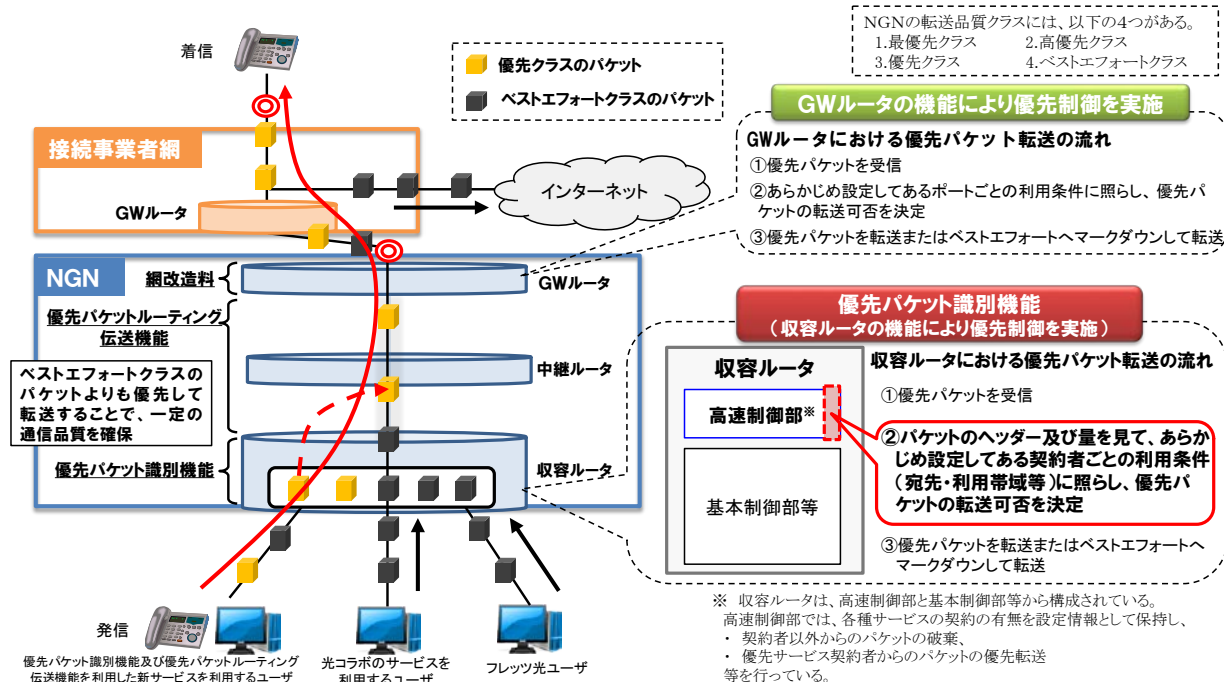 着信
優先クラスのパケット
ベストエフォートクラスのパケット
NGNの転送品質クラスには、以下の4つがある。
1.最優先クラス 2.高優先クラス
3.優先クラス 4.ベストエフォートクラス
接続事業者網
GWルータ
インターネット
GWルータの機能により優先制御を実施
GWルータにおける優先パケット転送の流れ
①優先パケットを受信
②あらかじめ設定してあるポートごとの利用条件に照らし、優先パ
ケットの転送可否を決定
③優先パケットを転送またはベストエフォートへマークダウンして転送
NGN
網改造料
GWルータ
優先パケットルーティング
伝送機能
中継ルータ
ベストエフォートクラスの
パケットよりも優先して
転送することで、一定の
通信品質を確保
優先パケット識別機能
収容ルータ
優先パケット識別機能
(収容ルータの機能により優先制御を実施)
収容ルータ
高速制御部※
基本制御部等
収容ルータにおける優先パケット転送の流れ
①優先パケットを受信
②パケットのヘッダー及び量を見て、あらか
じめ設定してある契約者ごとの利用条件
(宛先・利用帯域等)に照らし、優先パ
ケットの転送可否を決定
③優先パケットを転送またはベストエフォートへ
マークダウンして転送
発信
優先パケット識別機能及び優先パケットルーティング
伝送機能を利用した新サービスを利用するユーザ
光コラボのサービスを
利用するユーザ
フレッツ光ユーザ
※ 収容ルータは、高速制御部と基本制御部等から構成されている。
高速制御部では、各種サービスの契約の有無を設定情報として保持し、
・ 契約者以外からのパケットの破棄、
・ 優先サービス契約者からのパケットの優先転送
等を行っている。